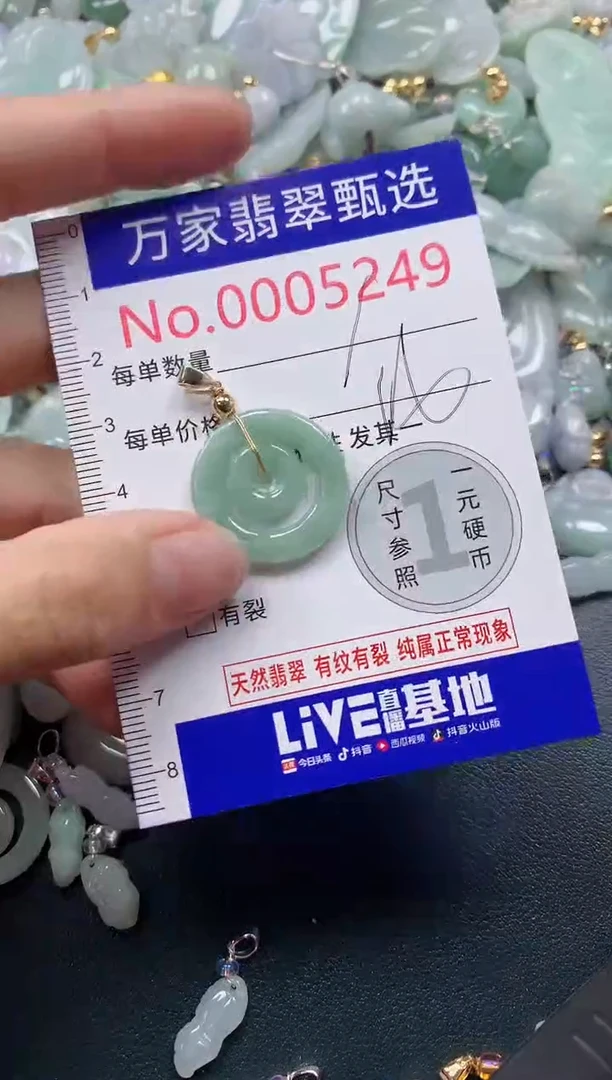 0
1
2
3
4
7
8
万家翡翠甄选
No.0005249
每单数量
每单价格
发其一
1
尺寸参照
一元硬币
有裂
天然翡翠 有纹有裂 纯属正常现象
LiVE直播基地
今日头条 抖音 西瓜视频 抖音火山版